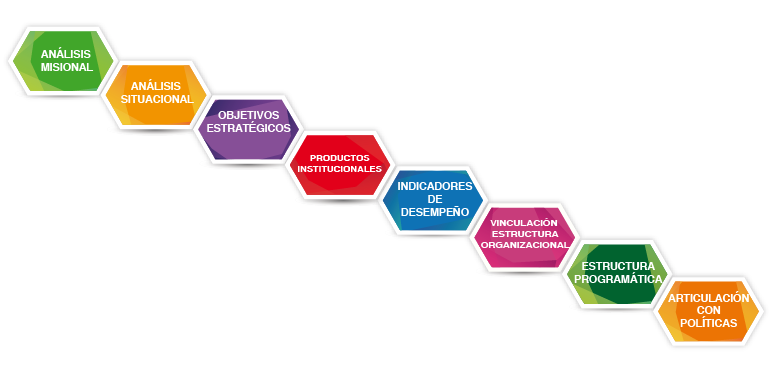 ANÁLISIS
MISIONAL
ANÁLISIS
SITUACIONAL
OBJETIVOS
ESTRATÉGICOS
PRODUCTOS
INSTITUCIONALES
INDICADORES
DE
DESEMPEÑO
VINCULACIÓN
ESTRUCTURA
ORGANIZACIONAL
ESTRUCTURA
PROGRAMÁTICA
ARTICULACIÓN
CON
POLÍTICAS